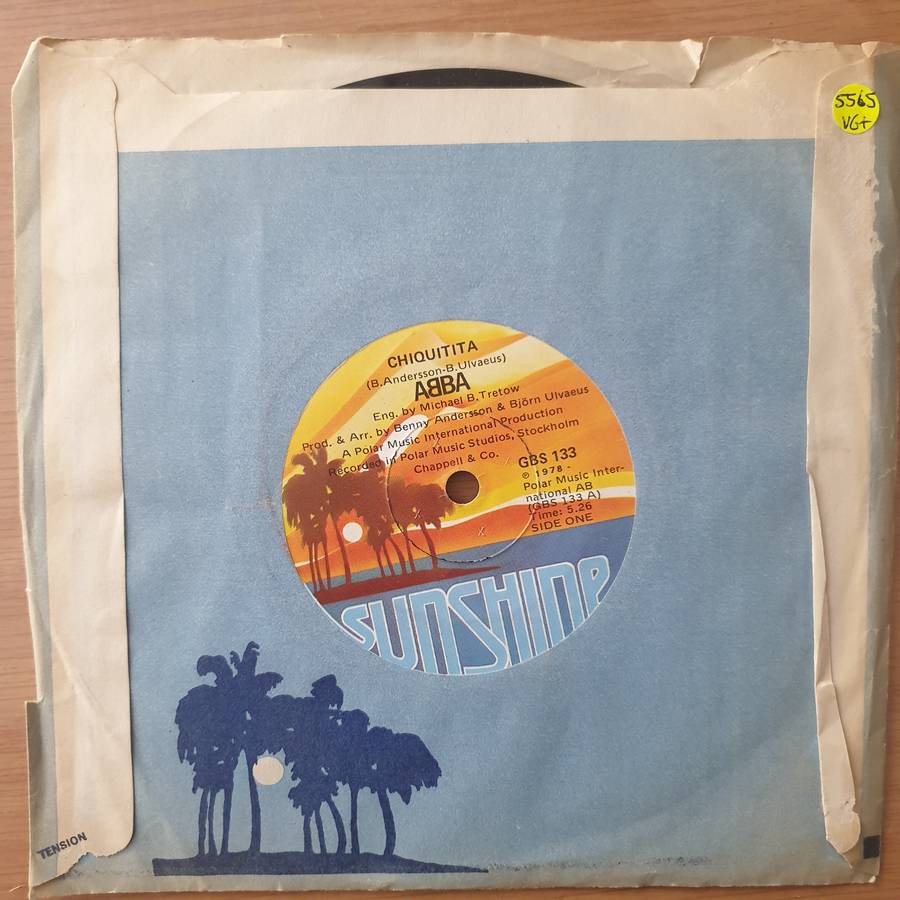 5565
VG+
CHIQUITITA
(B.Andersson-B.Ulvaeus)
ABBA
Eng. by Michael B.Tretow
Prod. & Arr. by Benny Andersson & Björn Ulvaeus
A Polar Music International Production
Recorded in Polar Music Studios, Stockholm
Chappell & Co.
GBS 133
℗ 1978 -
Polar Music Inter-
national AB
(GBS 133 A)
Time: 5.26
SIDE ONE
SUNSHINE
TENSION